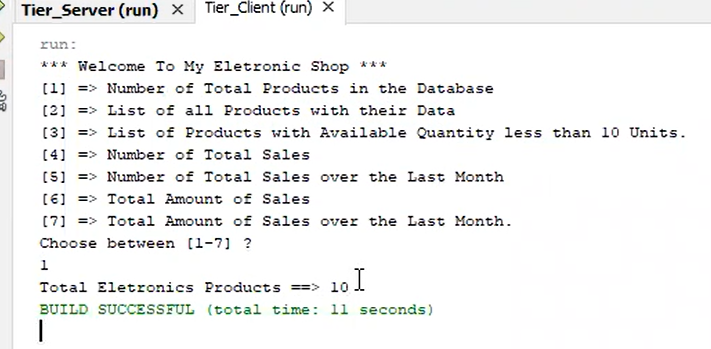 Tier_Server (run) × Tier_Client (run) ×
run:
*** Welcome To My Eletronic Shop ***
[1] => Number of Total Products in the Database
[2] => List of all Products with their Data
[3] => List of Products with Available Quantity less than 10 Units.
[4] => Number of Total Sales
[5] => Number of Total Sales over the Last Month
[6] => Total Amount of Sales
[7] => Total Amount of Sales over the Last Month.
Choose between [1-7] ?
1
Total Eletronics Products ==> 10
BUILD SUCCESSFUL (total time: 11 seconds)